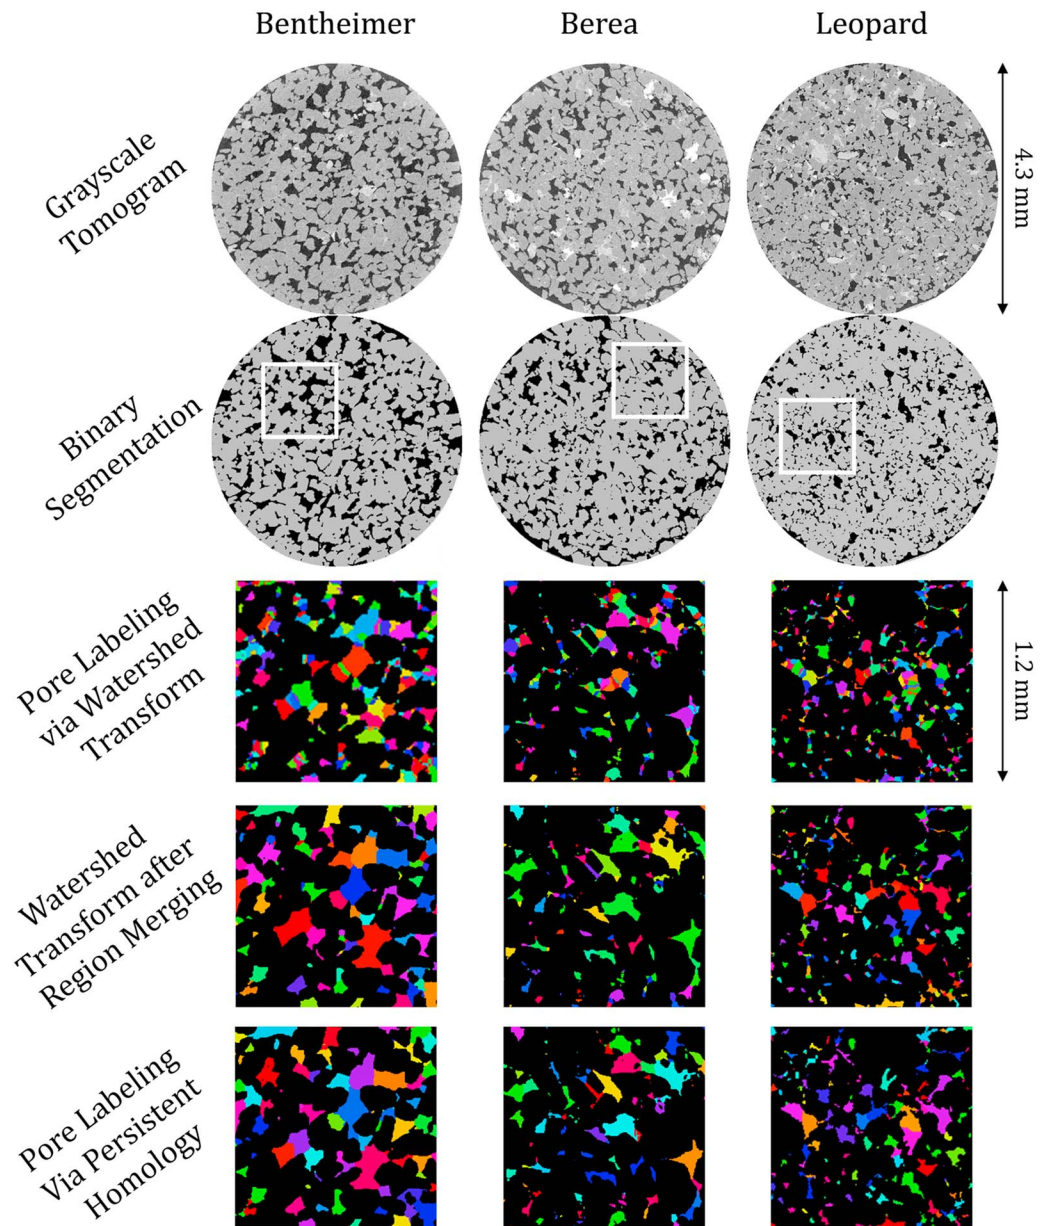 Bentheimer
Berea
Leopard
Grayscale
Tomogram
4.3 mm
Binary
Segmentation
Pore Labeling
via Watershed
Transform
1.2 mm
Watershed
Transform after
Region Merging
Pore Labeling
Via Persistent
Homology